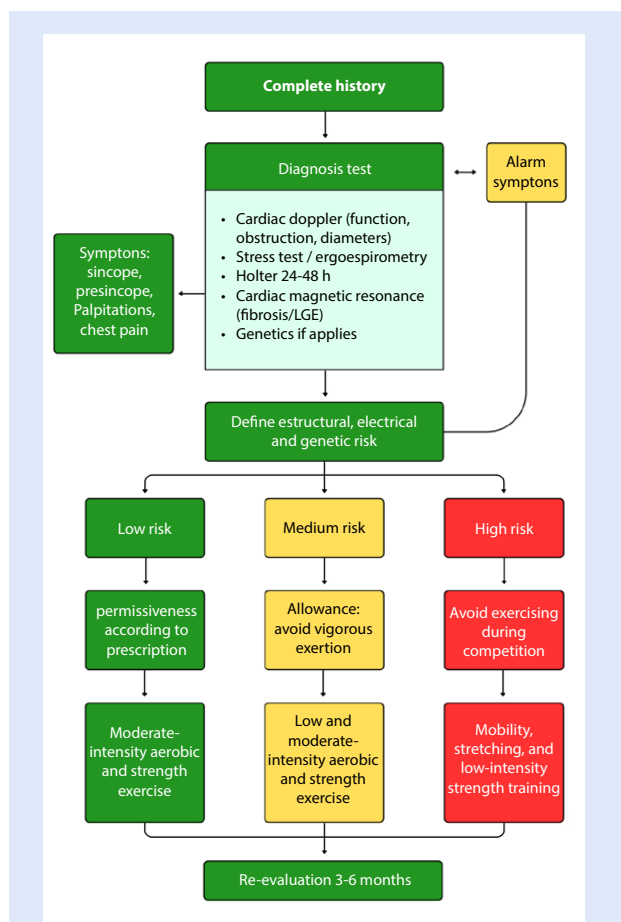 Complete history
Diagnosis test
Alarm
symptons
• Cardiac doppler (function,
obstruction, diameters)
• Stress test / ergoespirometry
• Holter 24-48 h
• Cardiac magnetic resonance
(fibrosis/LGE)
• Genetics if applies
Symptons:
sincope,
presincope,
Palpitations,
chest pain
Define estructural, electrical
and genetic risk
Low risk
Medium risk
High risk
permissiveness
according to
prescription
Allowance:
avoid vigorous
exertion
Avoid exercising
during
competition
Moderate-
intensity aerobic
and strength
exercise
Low and
moderate-
intensity aerobic
and strength
exercise
Mobility,
stretching, and
low-intensity
strength training
Re-evaluation 3-6 months